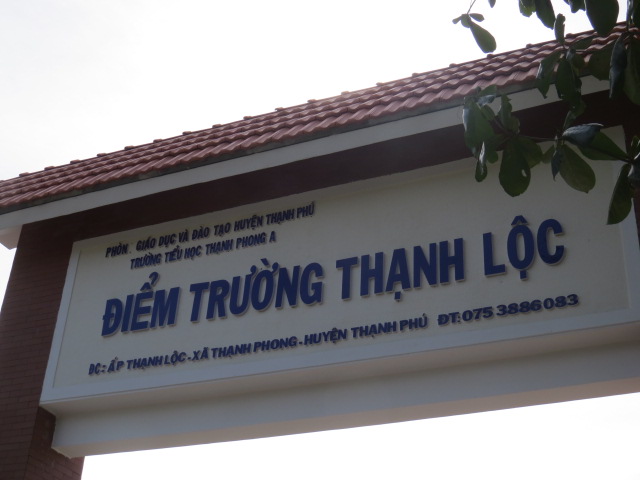 PHÒN. GIÁO DỤC VÀ ĐÀO TẠO HUYỆN THẠNH PHÚ
TRƯỜNG TIỂU HỌC THẠNH PHONG A
ĐIỂM TRƯỜNG THẠNH LỘC
ĐC: ẤP THẠNH LỘC - XÃ THẠNH PHONG - HUYỆN THẠNH PHÚ ĐT: 075 3886083